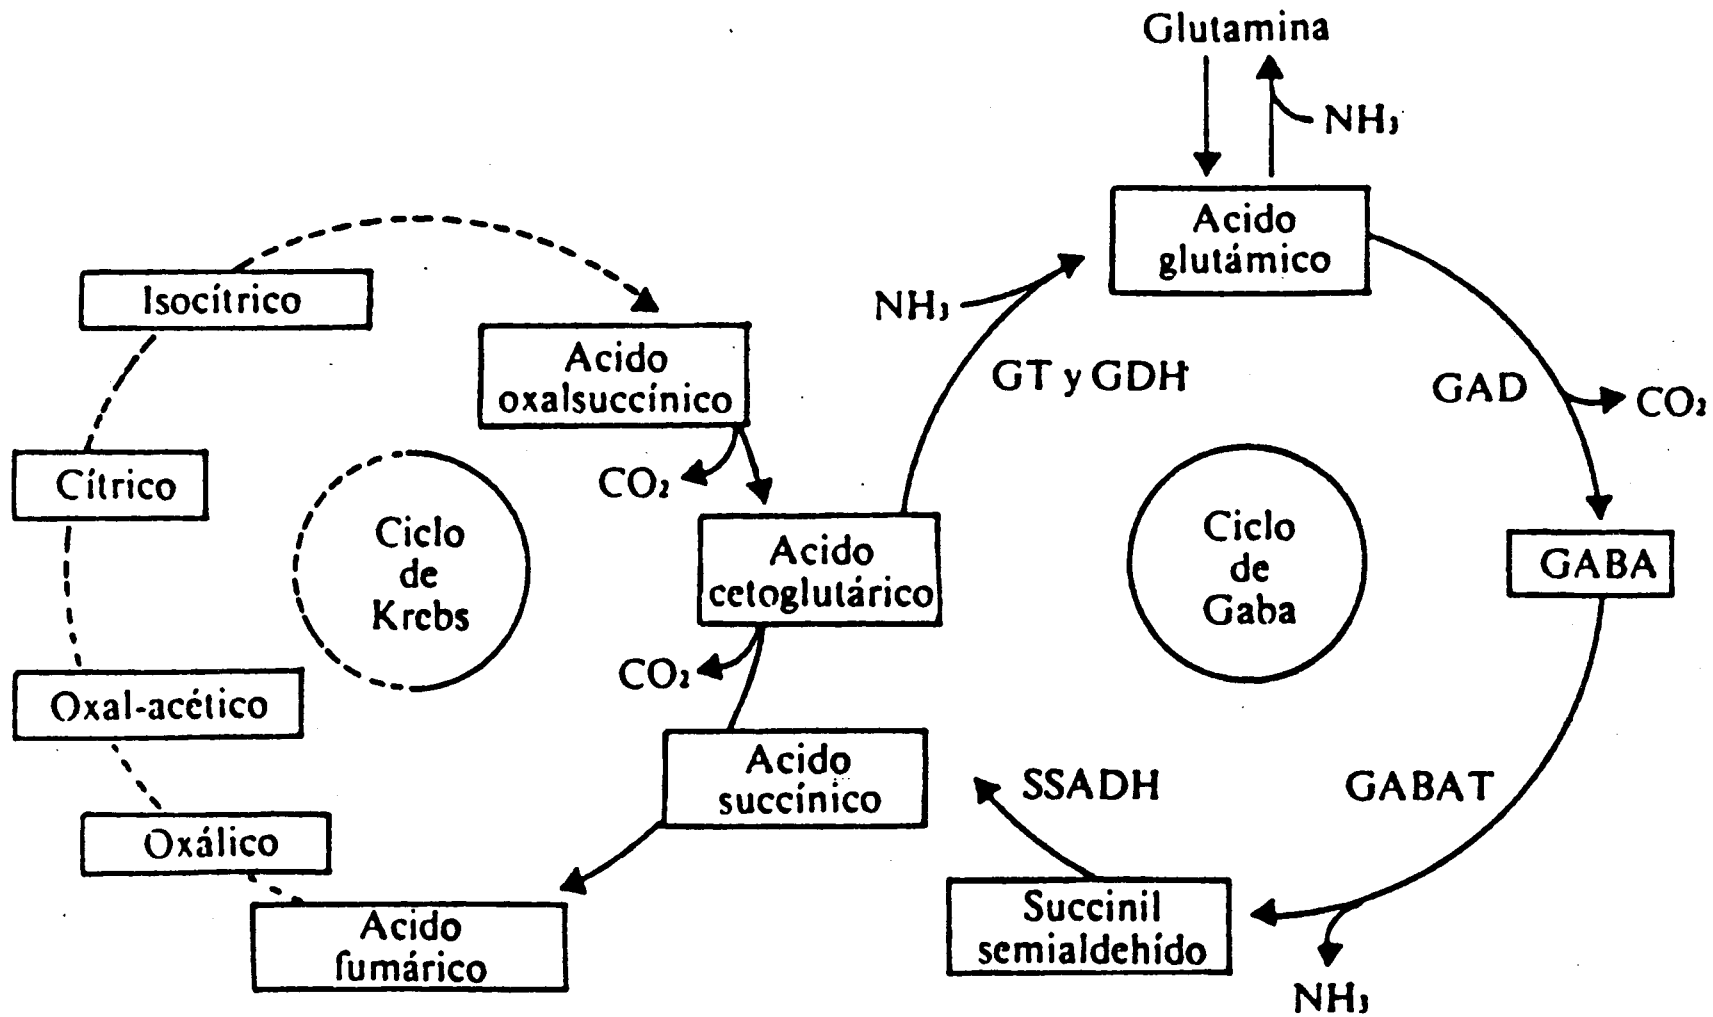 Glutamina
NH₃
Acido
glutámico
NH₃
GT y GDH
GAD
CO₂
Isocítrico
Acido
oxalsuccínico
CO₂
Cítrico
Ciclo
de
Krebs
Acido
cetoglutárico
Ciclo
de
Gaba
GABA
CO₂
Oxal-acético
Acido
succínico
SSADH
GABAT
Oxálico
Acido
fumárico
Succinil
semialdehído
NH₃